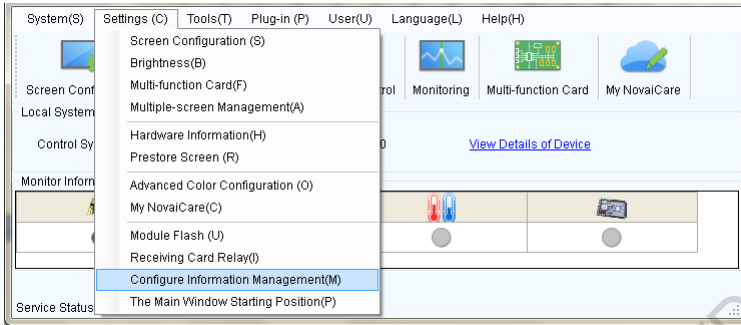 System(S) Settings (C) Tools(T) Plug-in (P) User(U) Language(L) Help(H)
Screen Configuration (S)
Brightness(B)
Multi-function Card(F)
Multiple-screen Management(A)
Hardware Information(H)
Prestore Screen (R)
Advanced Color Configuration (O)
My NovaiCare(C)
Module Flash (U)
Receiving Card Relay(I)
Configure Information Management(M)
The Main Window Starting Position(P)
Screen Conf
rol Monitoring Multi-function Card My NovaiCare
Local System
Control Sy
0 View Details of Device
Monitor Inforn
Service Status